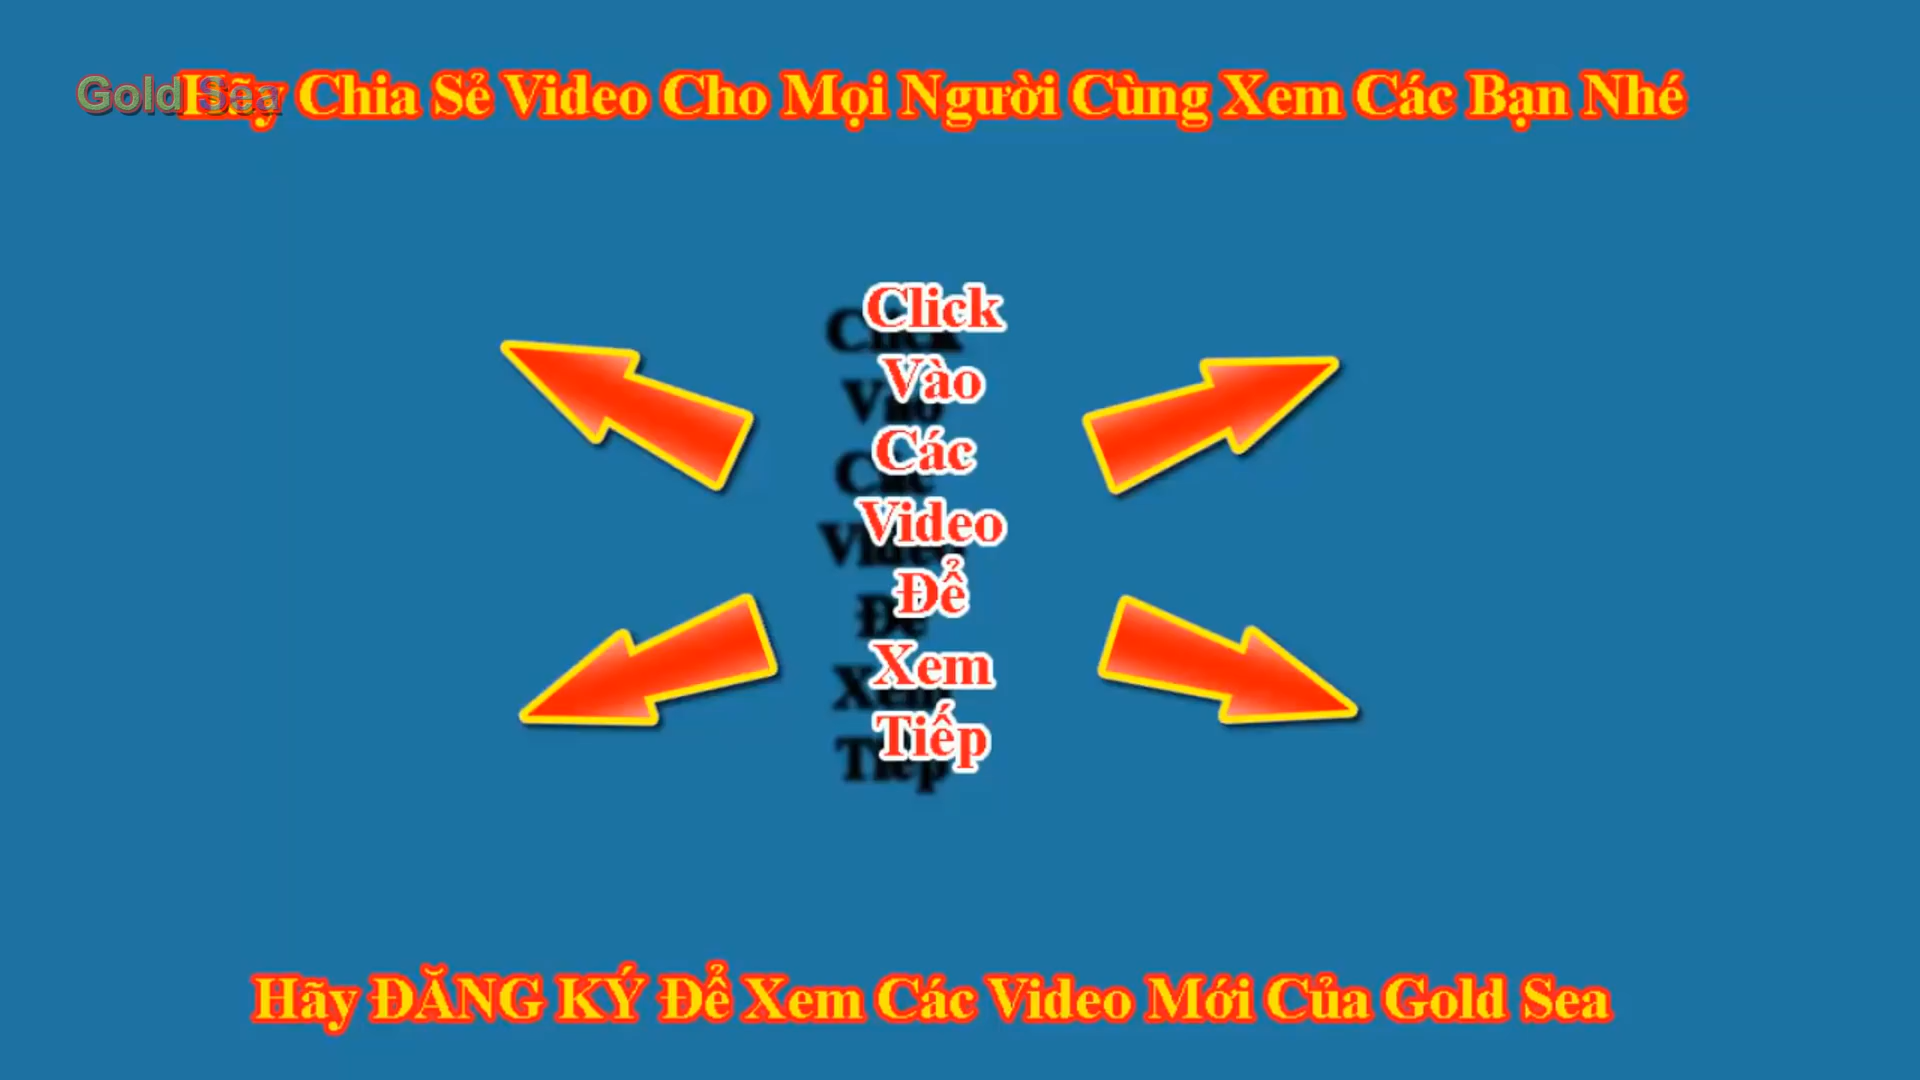 Gold Sea
Hãy Chia Sẻ Video Cho Mọi Người Cùng Xem Các Bạn Nhé
Click
Vào
Các
Video
Để
Xem
Tiếp
Hãy ĐĂNG KÝ Để Xem Các Video Mới Của Gold Sea